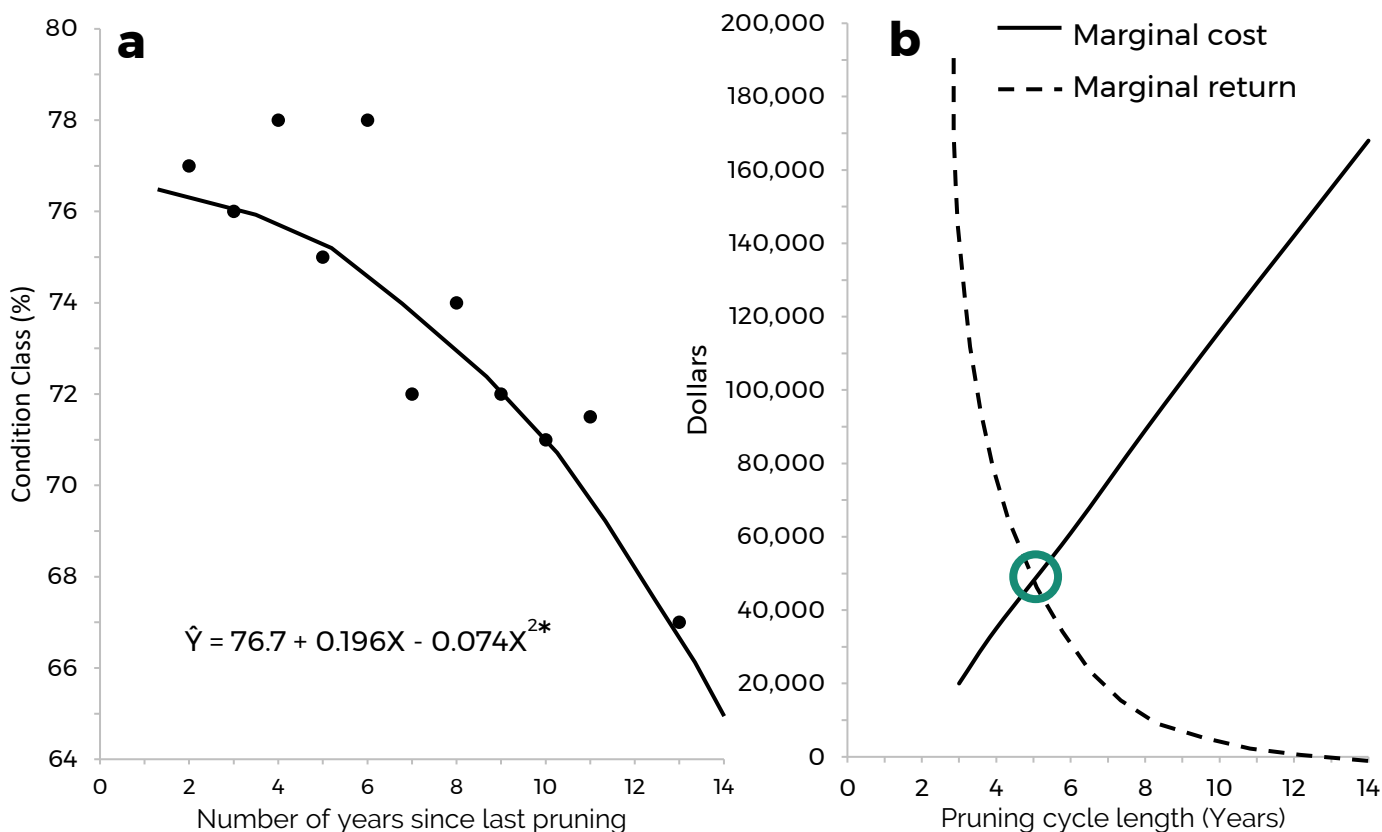 a
80
78
76
74
72
70
68
66
64
Condition Class (%)
Ŷ = 76.7 + 0.196X - 0.074X²*
0 2 4 6 8 10 12 14
Number of years since last pruning
b
Marginal cost
Marginal return
200,000
180,000
160,000
140,000
120,000
100,000
80,000
60,000
40,000
20,000
0
Dollars
0 2 4 6 8 10 12 14
Pruning cycle length (Years)